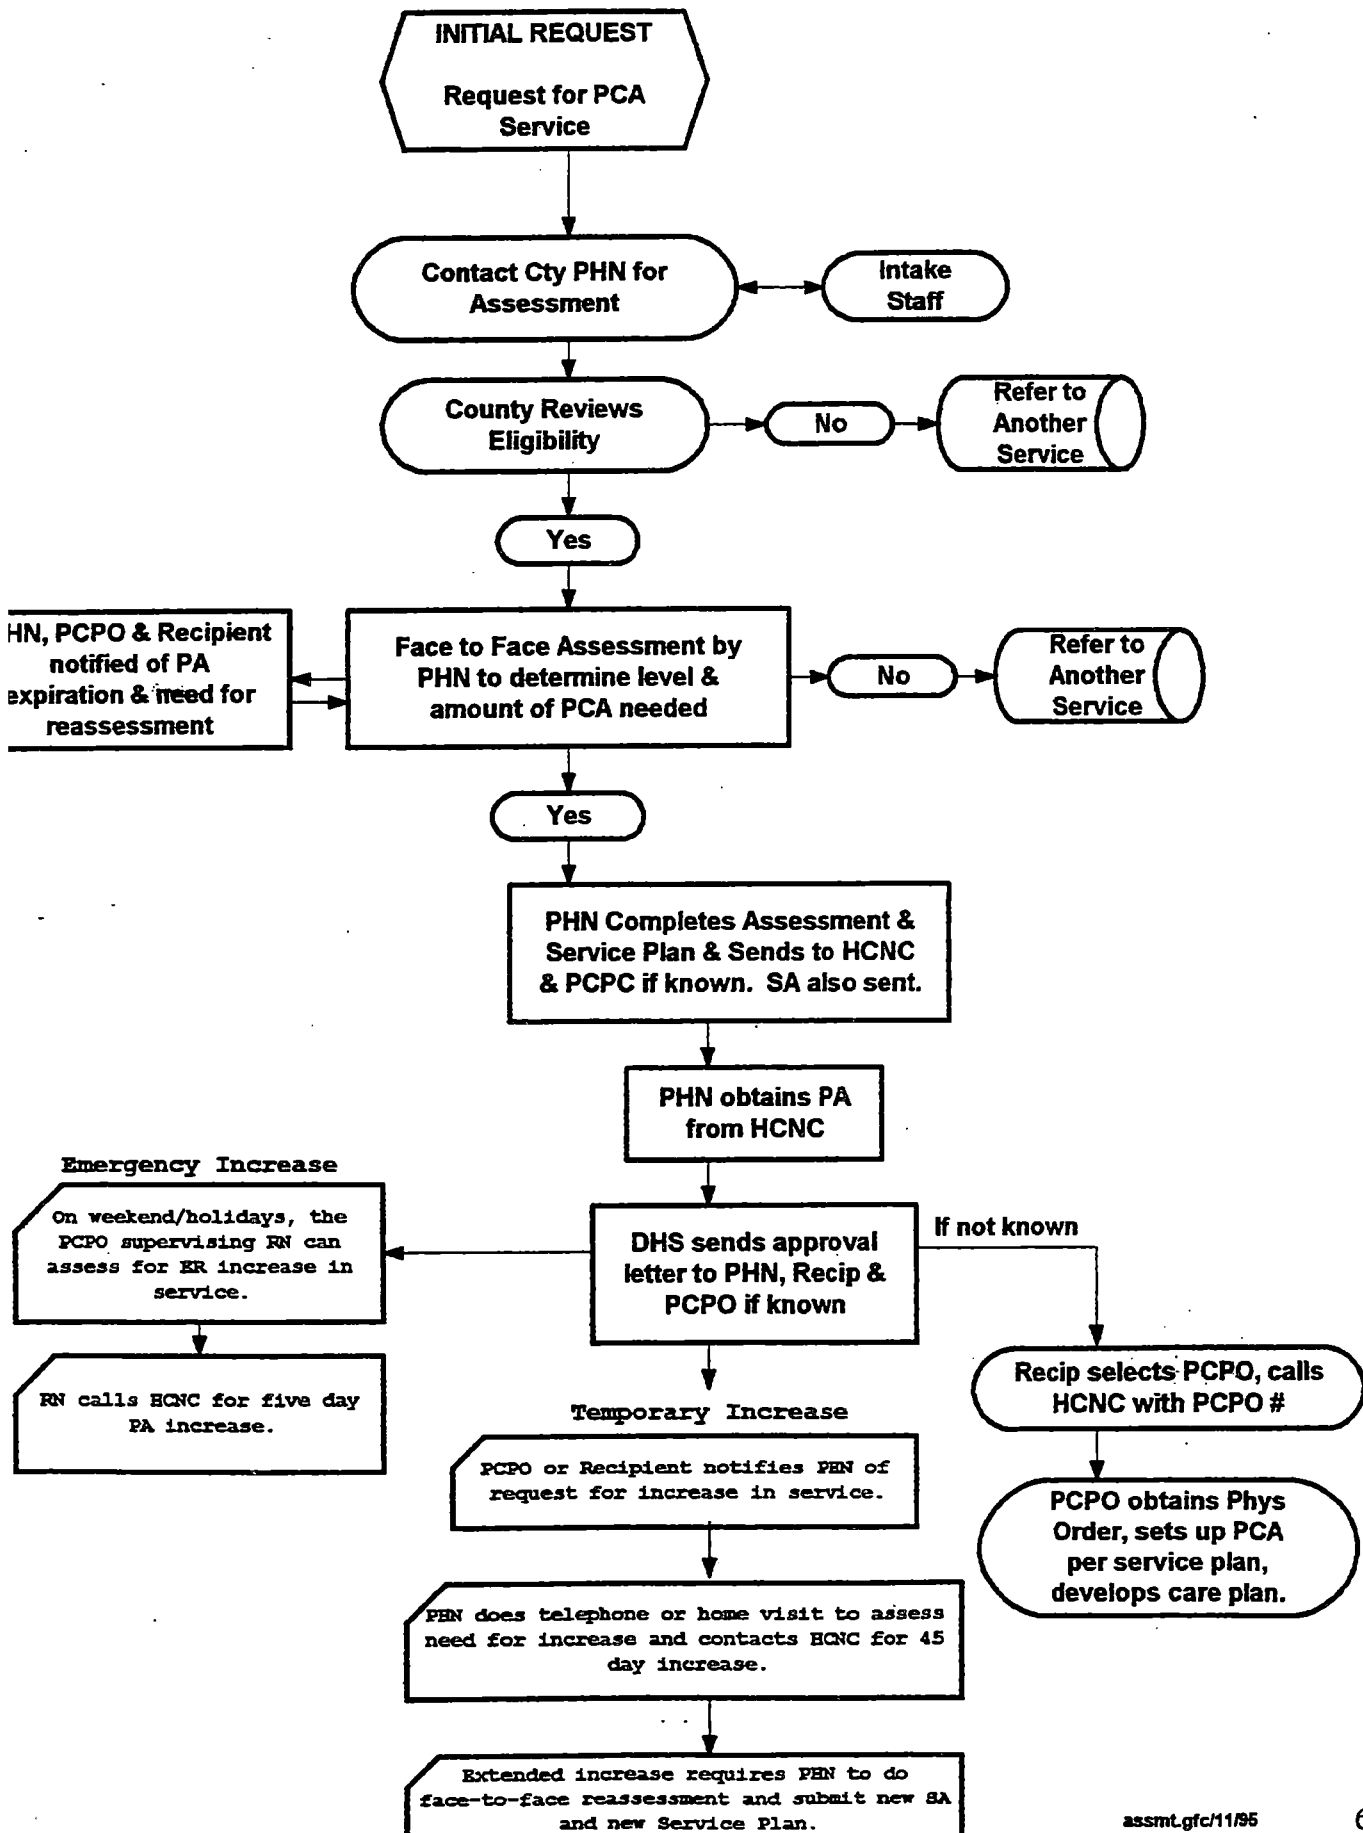 INITIAL REQUEST
Request for PCA
Service
Contact Cty PHN for
Assessment
Intake
Staff
County Reviews
Eligibility
No
Refer to
Another
Service
Yes
HN, PCPO & Recipient
notified of PA
expiration & need for
reassessment
Face to Face Assessment by
PHN to determine level &
amount of PCA needed
No
Refer to
Another
Service
Yes
PHN Completes Assessment &
Service Plan & Sends to HCNC
& PCPC if known. SA also sent.
PHN obtains PA
from HCNC
Emergency Increase
On weekend/holidays, the
PCPO supervising RN can
assess for ER increase in
service.
RN calls HCNC for five day
PA increase.
DHS sends approval
letter to PHN, Recip &
PCPO if known
If not known
Recip selects PCPO, calls
HCNC with PCPO #
PCPO obtains Phys
Order, sets up PCA
per service plan,
develops care plan.
Temporary Increase
PCPO or Recipient notifies PHN of
request for increase in service.
PHN does telephone or home visit to assess
need for increase and contacts HCNC for 45
day increase.
Extended increase requires PHN to do
face-to-face reassessment and submit new SA
and new Service Plan.
assmt.gfc/11/95
6